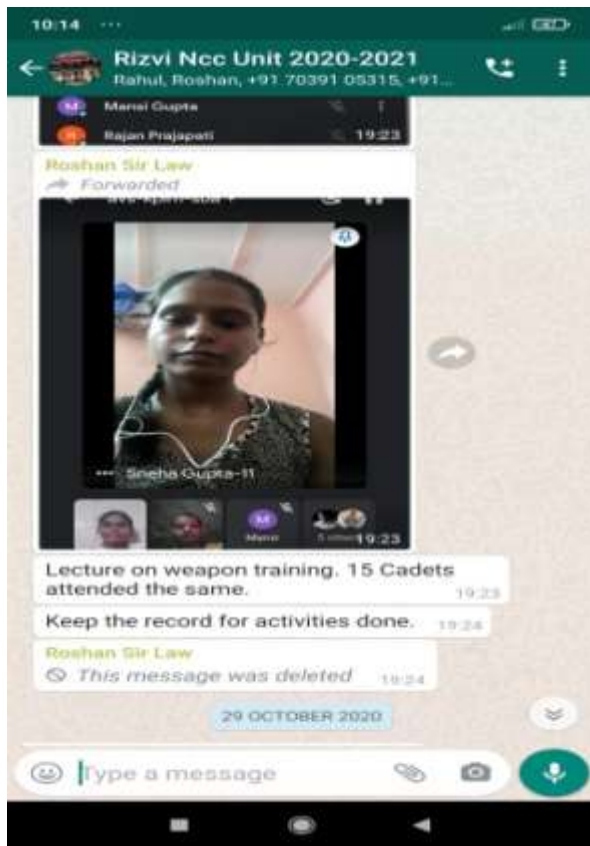 10:14 ...
Rizvi Ncc Unit 2020-2021
Rahul, Roshan, +91 70391 05315, +91...
M Mansi Gupta
Rajan Prajapati 19:23
Roshan Sir Law
Forwarded
... Sneha Gupta-11
M
19:23
Lecture on weapon training. 15 Cadets
attended the same. 19:23
Keep the record for activities done. 19:24
Roshan Sir Law
This message was deleted 19:24
29 OCTOBER 2020
Type a message